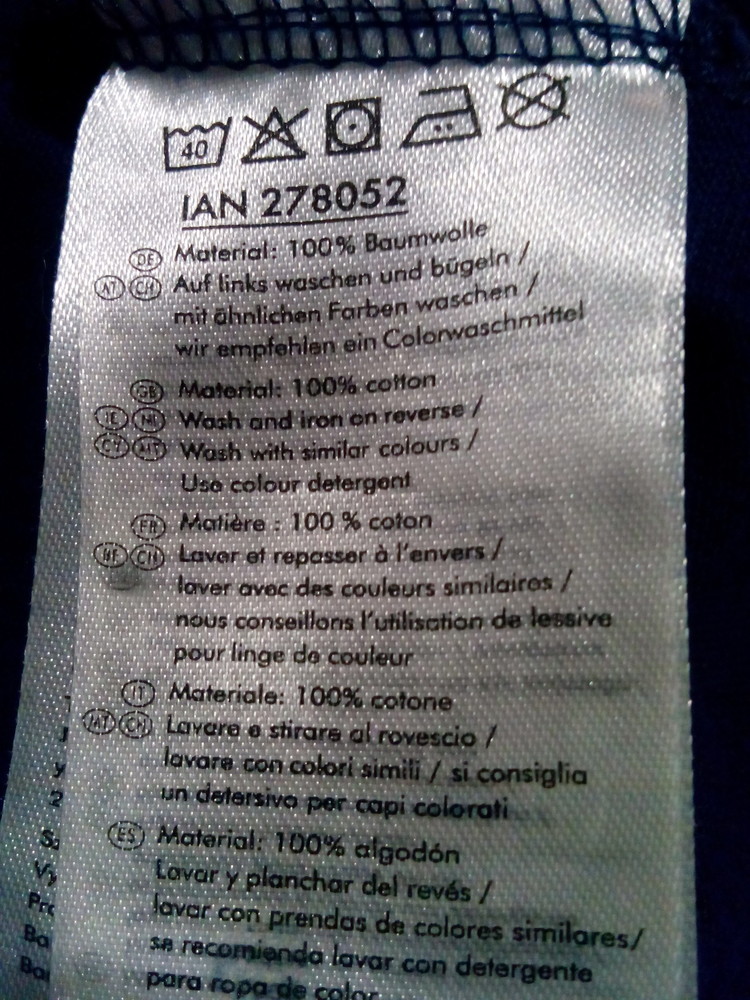 40
IAN 278052
DE Material: 100% Baumwolle
AT CH Auf links waschen und bügeln /
mit ähnlichen Farben waschen /
wir empfehlen ein Colorwaschmittel
GB Material: 100% cotton
IE NI Wash and iron on reverse /
CY MT Wash with similar colours /
Use colour detergent
FR Matière : 100 % coton
BE CH Laver et repasser à l'envers /
laver avec des couleurs similaires /
nous conseillons l'utilisation de lessive
pour linge de couleur
IT Materiale: 100% cotone
MT CH Lavare e stirare al rovescio /
lavare con colori simili / si consiglia
un detersivo per capi colorati
ES Material: 100% algodón
Lavar y planchar del revés /
lavar con prendas de colores similares/
se recomienda lavar con detergente
para ropa de color